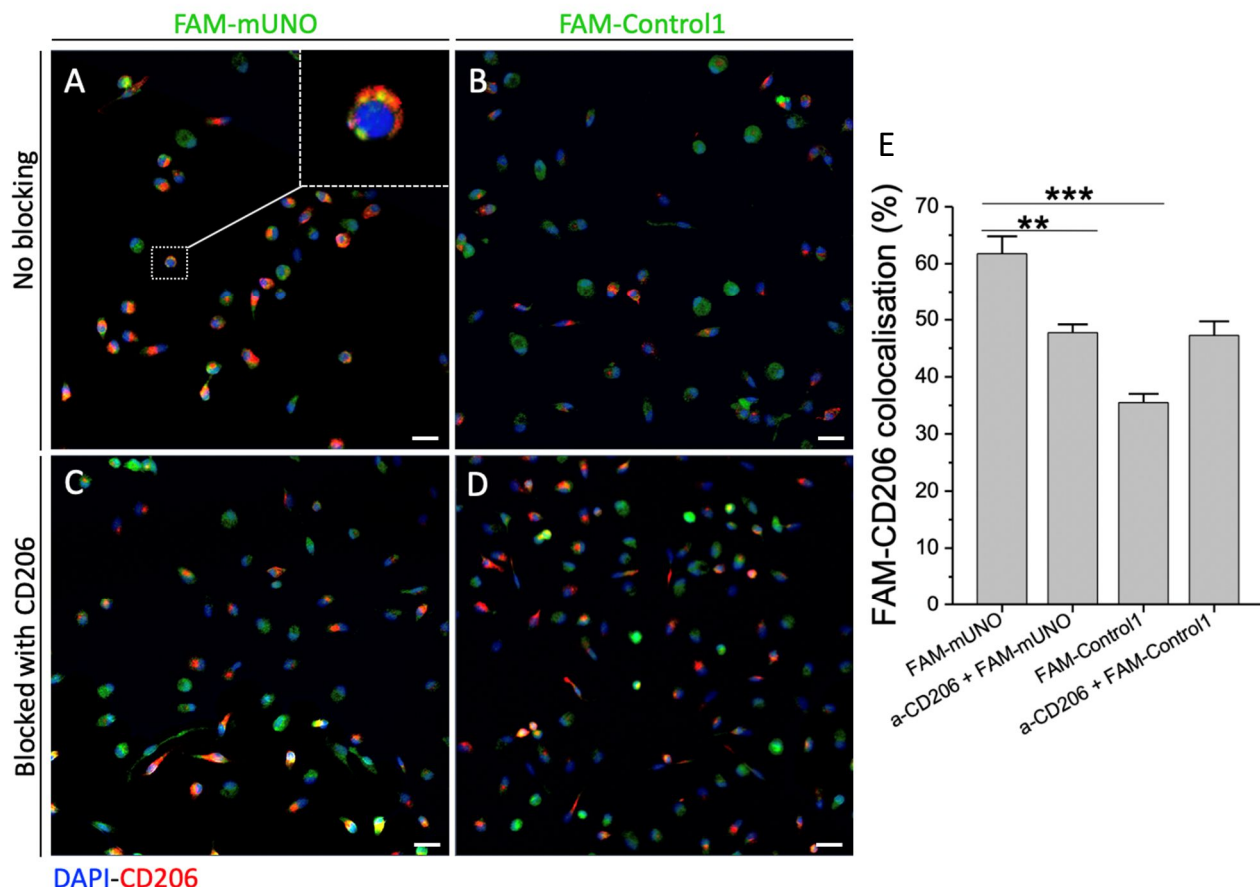 FAM-mUNO
FAM-Control1
No blocking
A
B
Blocked with CD206
C
D
DAPI-CD206
E
FAM-CD206 colocalisation (%)
70
60
50
40
30
20
10
0
***
**
FAM-mUNO
a-CD206 + FAM-mUNO
FAM-Control1
a-CD206 + FAM-Control1